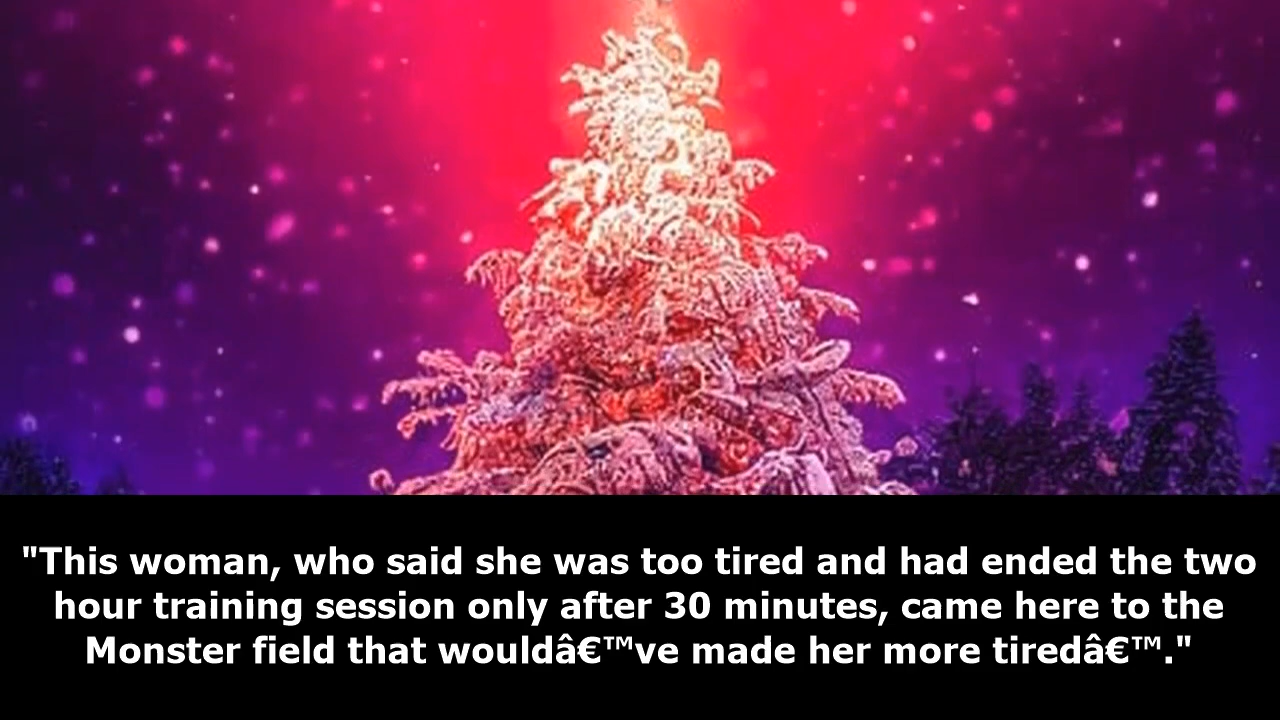 "This woman, who said she was too tired and had ended the two
hour training session only after 30 minutes, came here to the
Monster field that wouldâ€™ve made her more tiredâ€™."